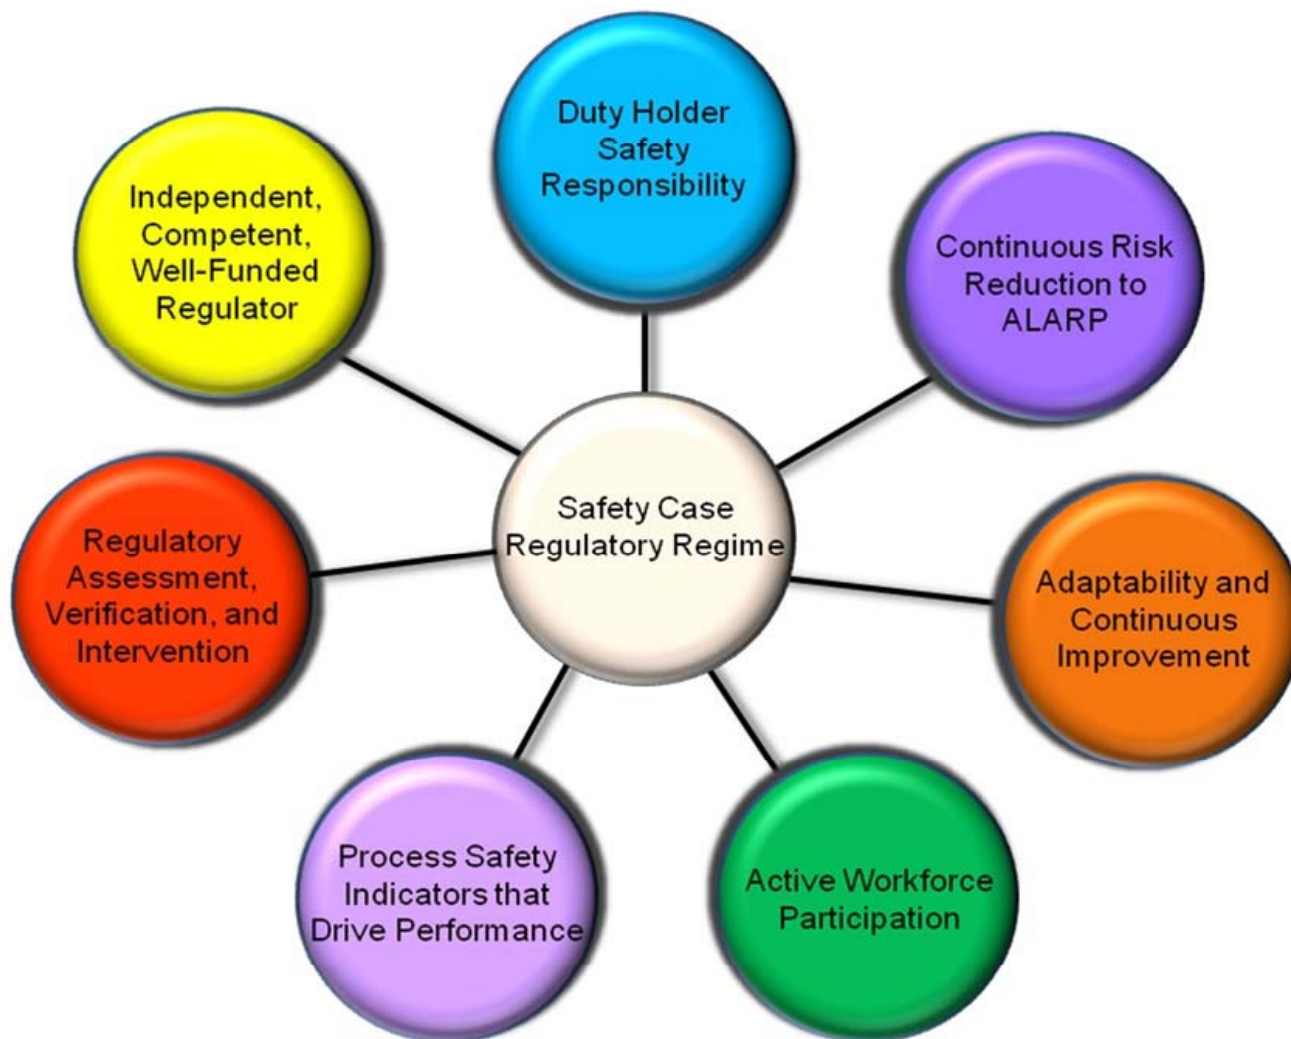 Duty Holder
Safety
Responsibility
Independent,
Competent,
Well-Funded
Regulator
Continuous Risk
Reduction to
ALARP
Safety Case
Regulatory Regime
Regulatory
Assessment,
Verification, and
Intervention
Adaptability and
Continuous
Improvement
Process Safety
Indicators that
Drive Performance
Active Workforce
Participation